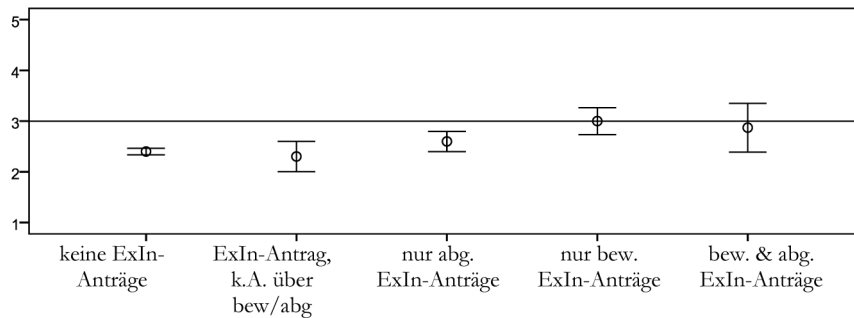 5
4
3
2
1
keine ExIn-
Anträge
ExIn-Antrag,
k.A. über
bew/abg
nur abg.
ExIn-Anträge
nur bew.
ExIn-Anträge
bew. & abg.
ExIn-Anträge